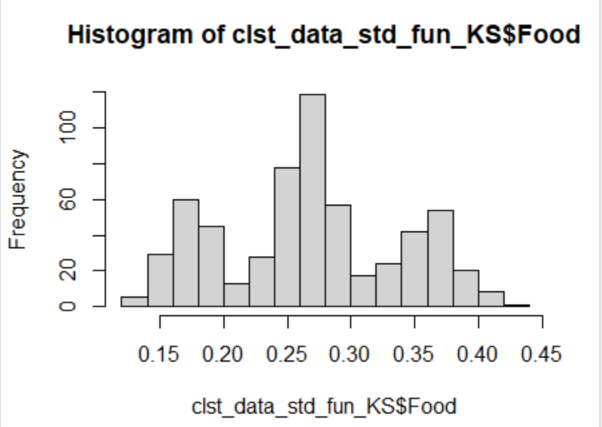 Histogram of clst_data_std_fun_KS$Food
Frequency
100
60
20
0
0.15 0.20 0.25 0.30 0.35 0.40 0.45
clst_data_std_fun_KS$Food